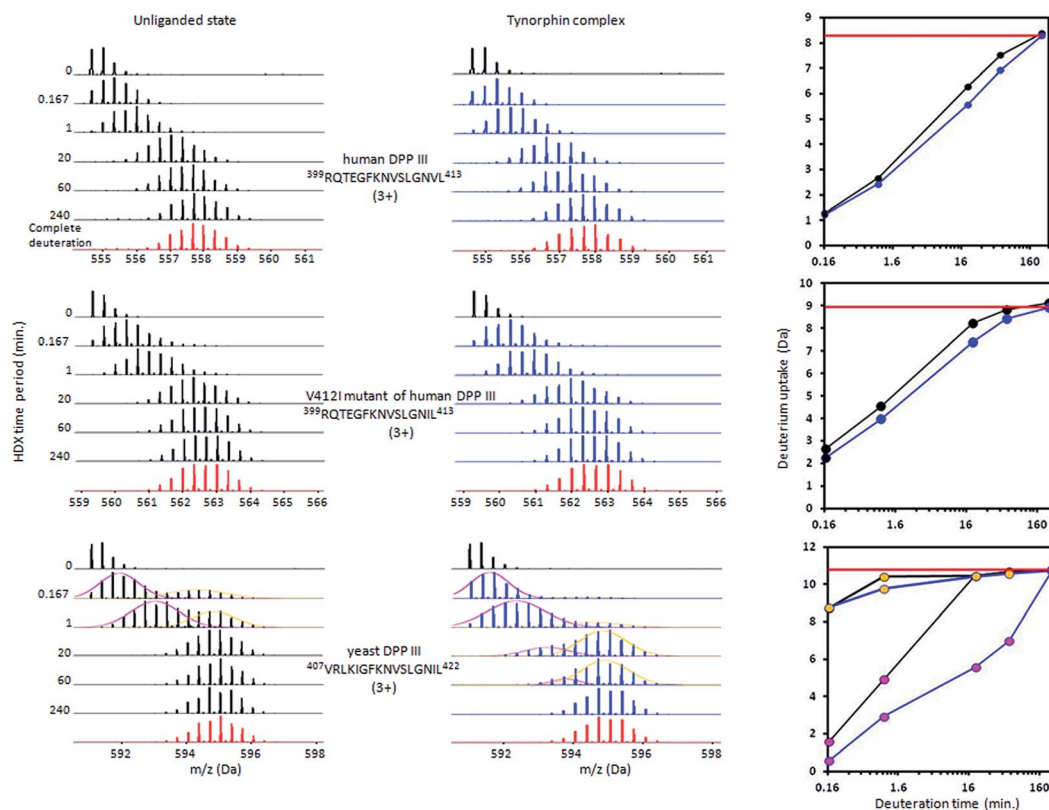 Unliganded state
Tynorphin complex
0
0.167
1
20
60
240
Complete
deuteration
555 556 557 558 559 560 561
human DPP III
³⁹⁹RQTEGFKNVSLGNVL⁴¹³
(3+)
555 556 557 558 559 560 561
9
8
7
6
5
4
3
2
1
0
0.16 1.6 16 160
HDX time period (min.)
0
0.167
1
20
60
240
559 560 561 562 563 564 565 566
V412I mutant of human DPP III
³⁹⁹RQTEGFKNVSLGNIL⁴¹³
(3+)
559 560 561 562 563 564 565 566
Deuterium uptake (Da)
10
9
8
7
6
5
4
3
2
1
0
0.16 1.6 16 160
0
0.167
1
20
60
240
592 594 596 598
m/z (Da)
yeast DPP III
⁴⁰⁷VRLKIGFKNVSLGNIL⁴²²
(3+)
592 594 596 598
m/z (Da)
12
10
8
6
4
2
0
0.16 1.6 16 160
Deuteration time (min.)